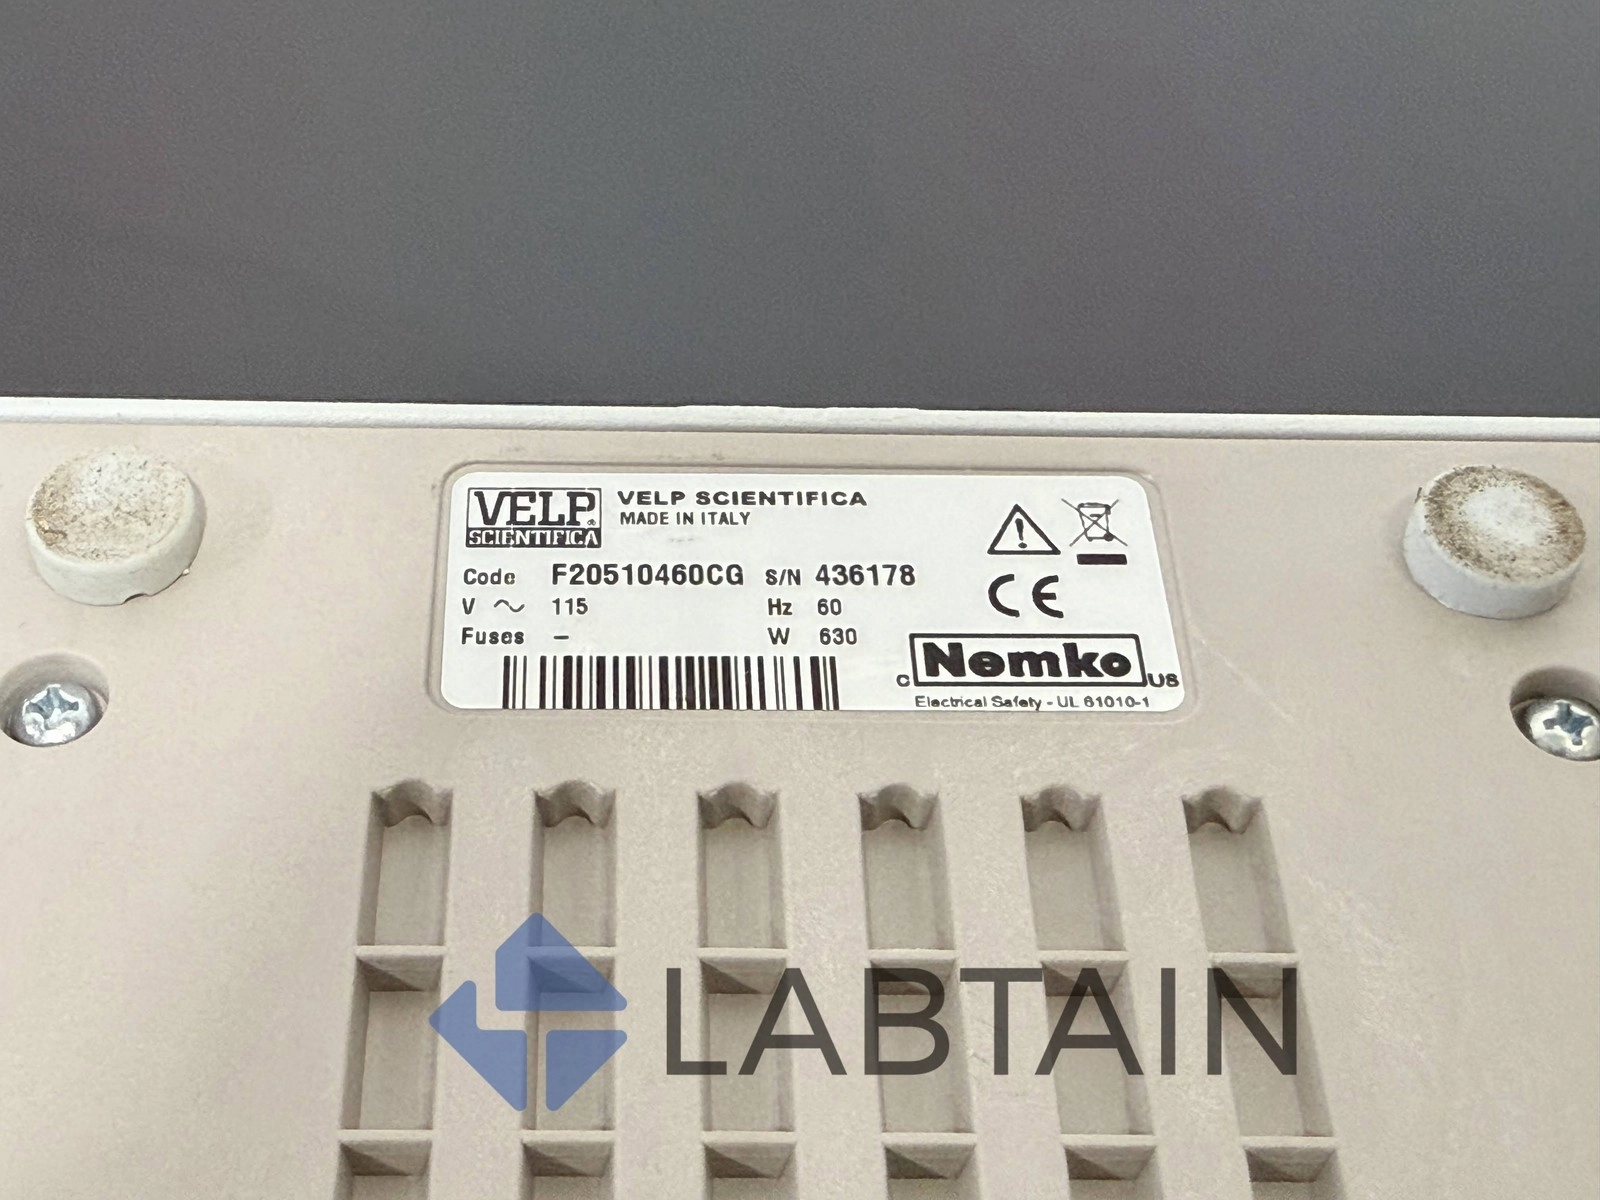 VELP®
SCIENTIFICA
VELP SCIENTIFICA
MADE IN ITALY
Code F20510460CG S/N 436178
V ~ 115 Hz 60
Fuses – W 630
CE
C Nemko US
Electrical Safety - UL 61010-1
LABTAIN